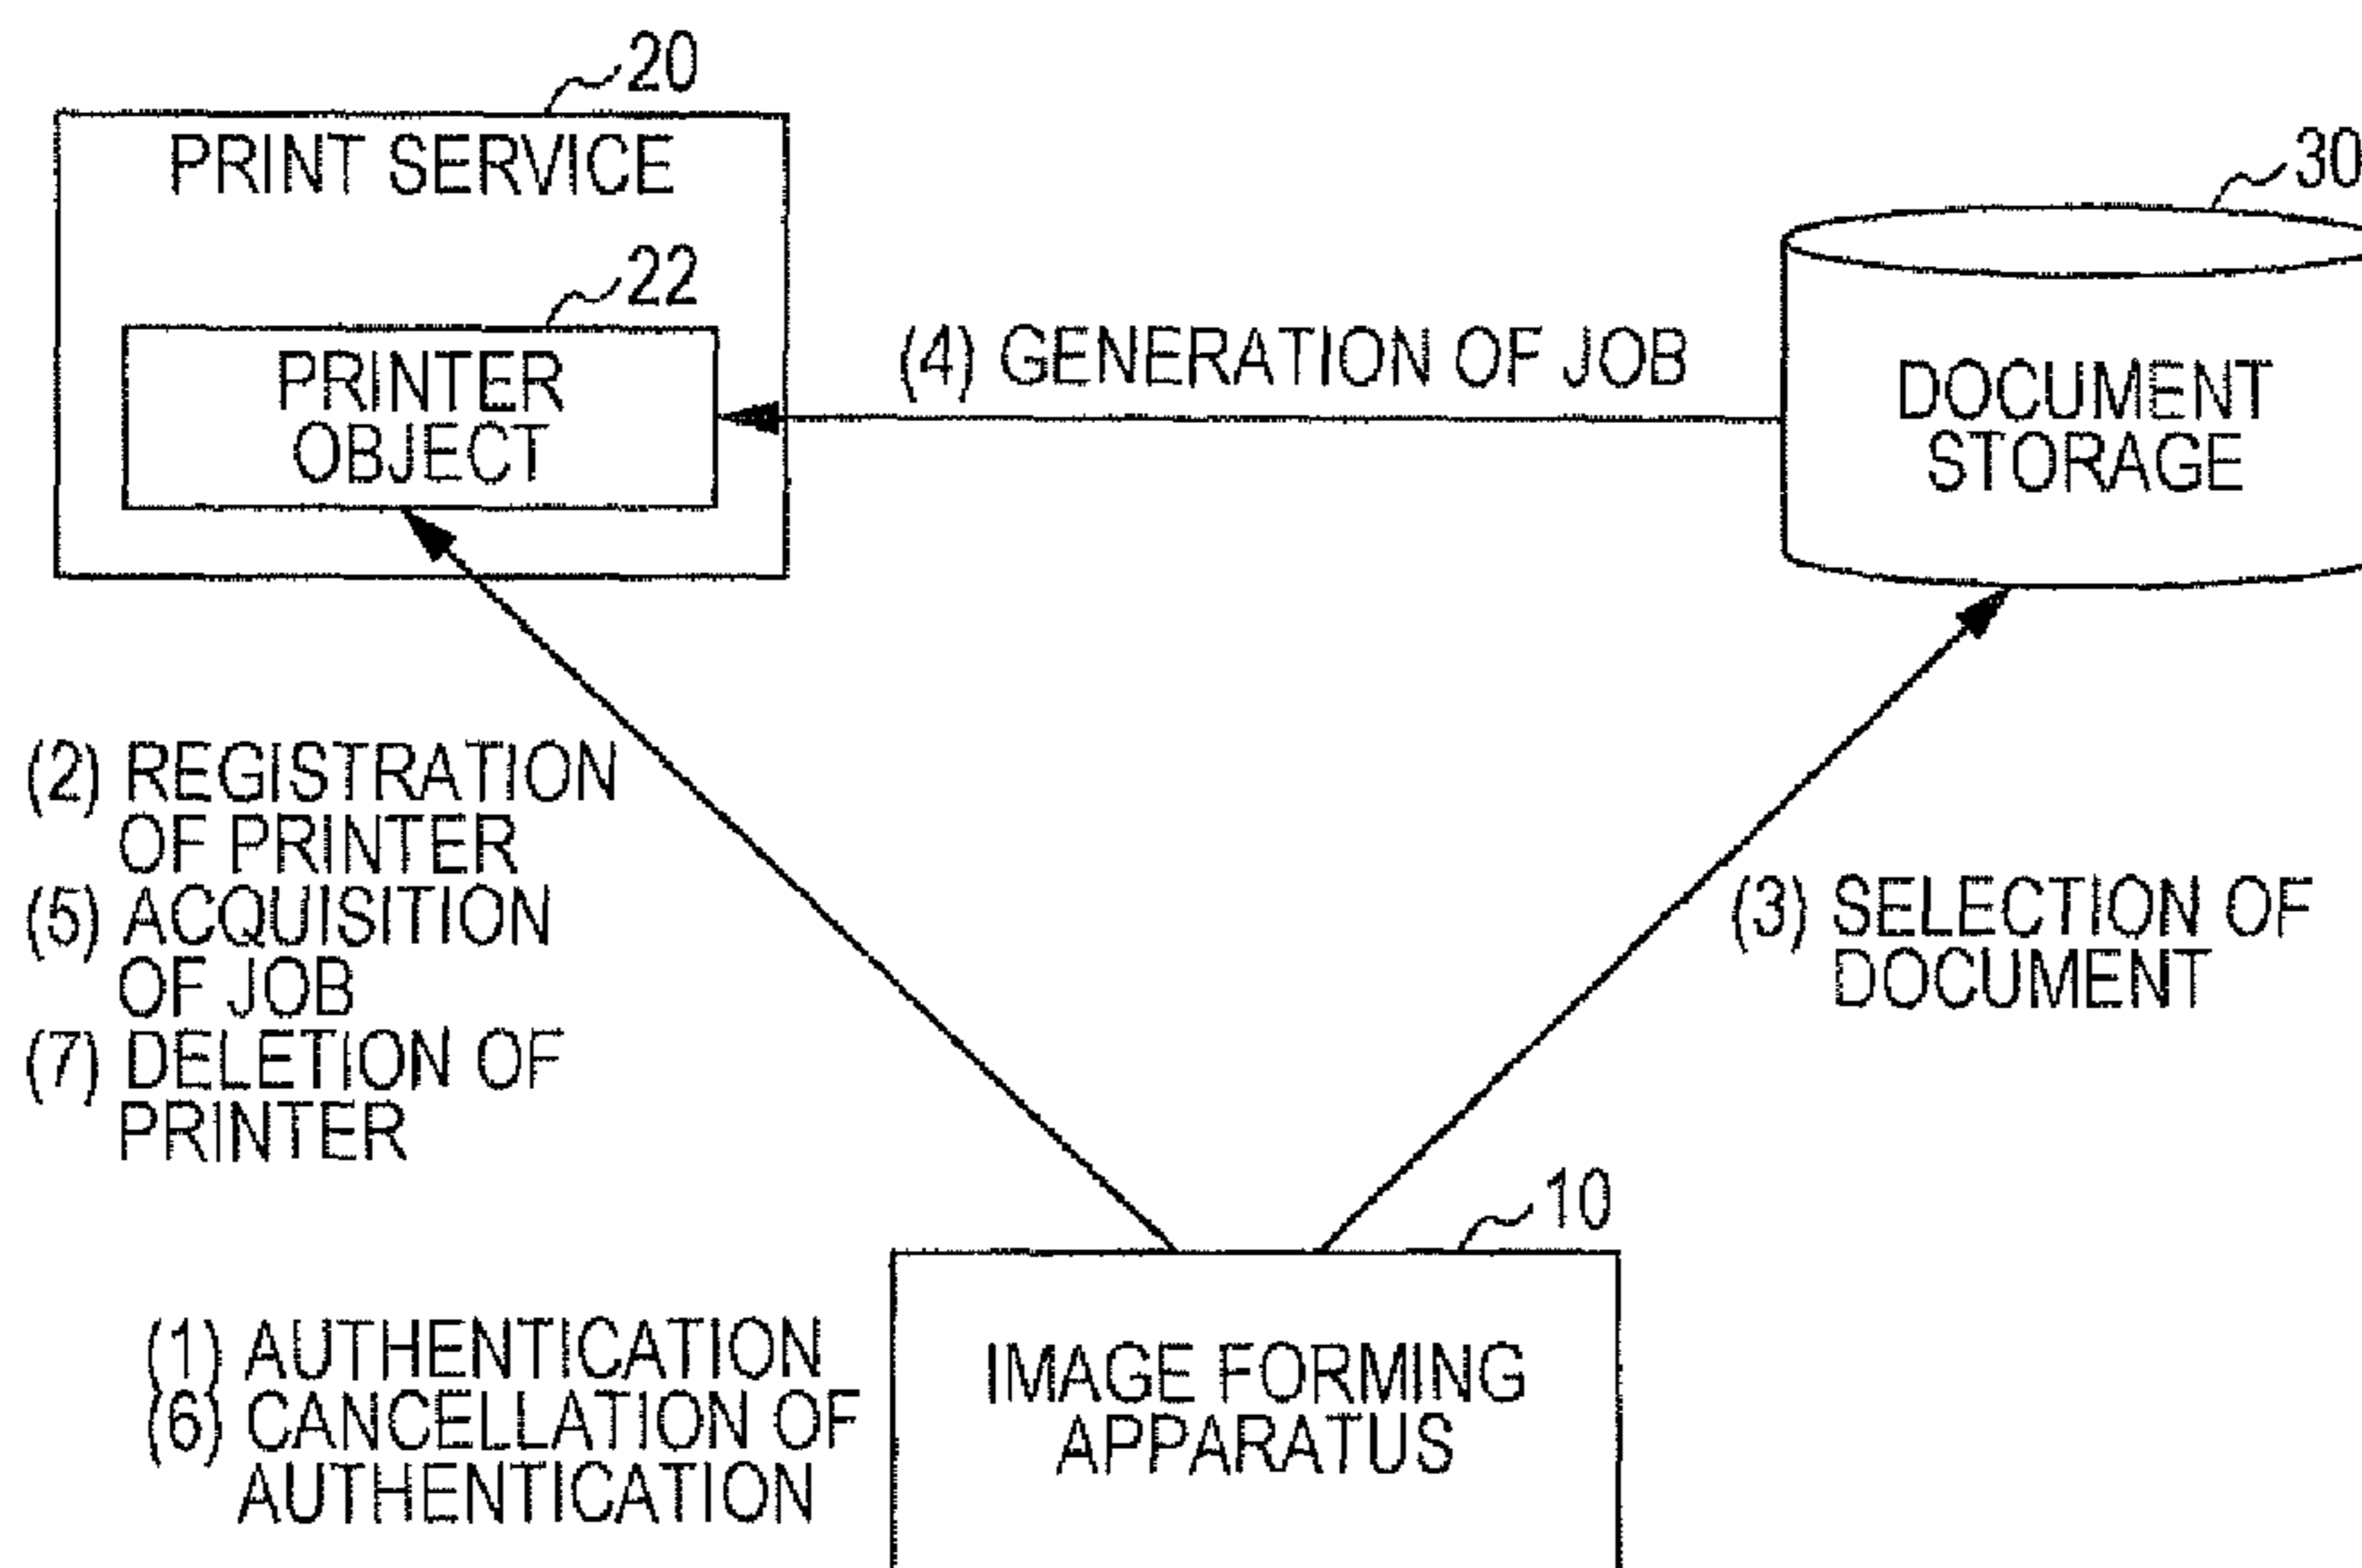 20
PRINT SERVICE
30
22
PRINTER
OBJECT
(4) GENERATION OF JOB
DOCUMENT
STORAGE
(2) REGISTRATION
OF PRINTER
(5) ACQUISITION
OF JOB
(7) DELETION OF
PRINTER
(3) SELECTION OF
DOCUMENT
10
(1) AUTHENTICATION
(6) CANCELLATION OF
AUTHENTICATION
IMAGE FORMING
APPARATUS